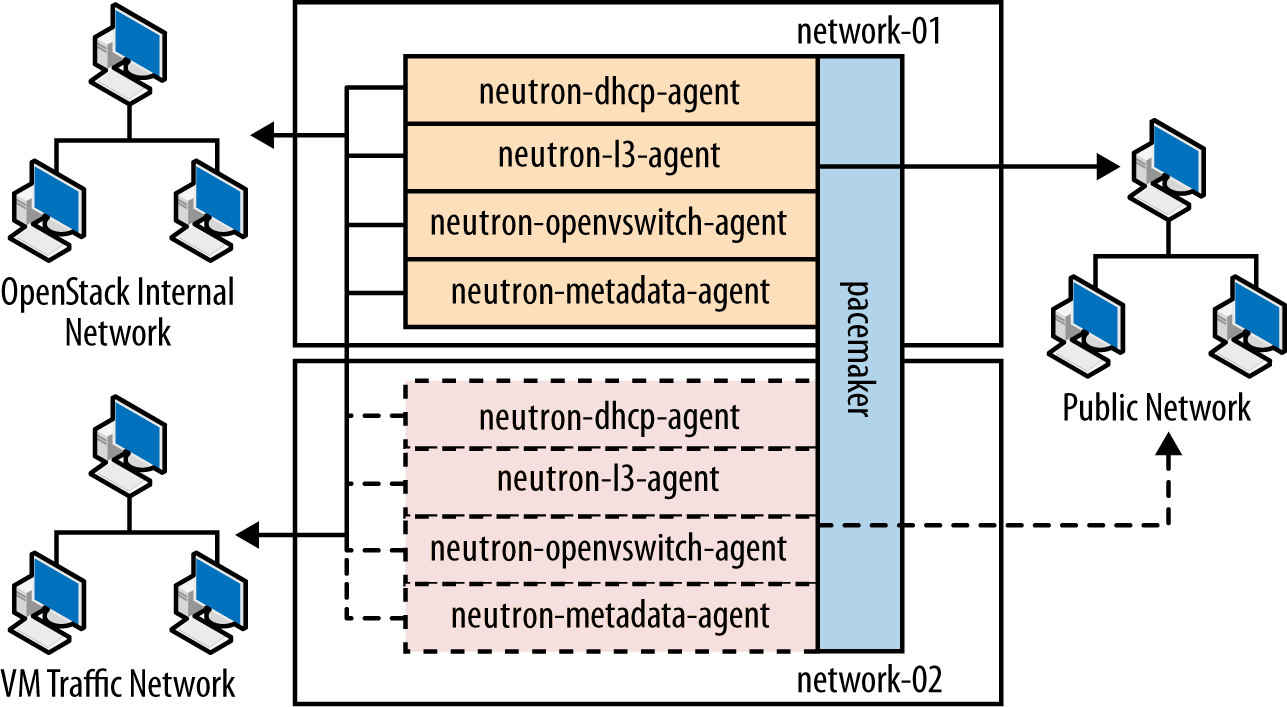 network-01
neutron-dhcp-agent
neutron-l3-agent
neutron-openvswitch-agent
neutron-metadata-agent
pacemaker
OpenStack Internal
Network
Public Network
neutron-dhcp-agent
neutron-l3-agent
neutron-openvswitch-agent
neutron-metadata-agent
VM Traffic Network
network-02